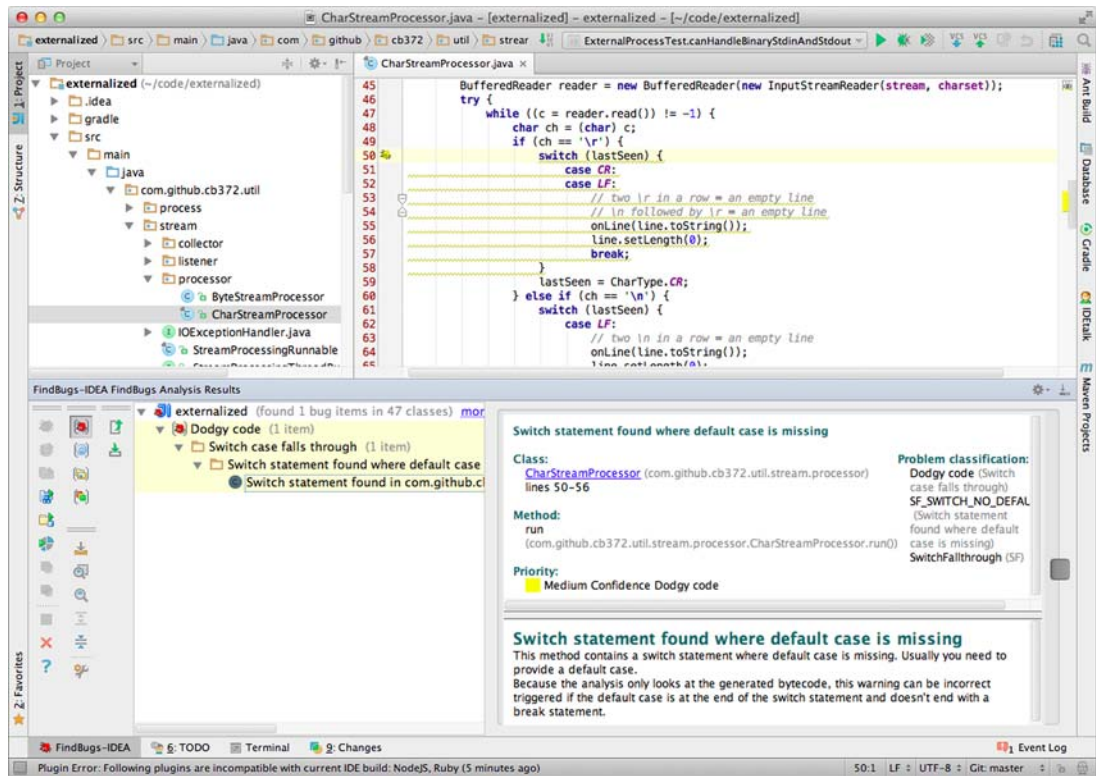 CharStreamProcessor.java - [externalized] - externalized - [~/code/externalized]
externalized src main java com github cb372 util strear ExternalProcessTest.canHandleBinaryStdinAndStdout VCS VCS
1: Project
Z: Structure
2: Favorites
Project
externalized (~/code/externalized)
.idea
gradle
src
main
java
com.github.cb372.util
process
stream
collector
listener
processor
ByteStreamProcessor
CharStreamProcessor
IOExceptionHandler.java
StreamProcessingRunnable
CharStreamProcessor.java
45 BufferedReader reader = new BufferedReader(new InputStreamReader(stream, charset));
46 try {
47 while ((c = reader.read()) != -1) {
48 char ch = (char) c;
49 if (ch == '\r') {
50 switch (lastSeen) {
51 case CR:
52 case LF:
53 // two \r in a row = an empty line
54 // \n followed by \r = an empty line
55 onLine(line.toString());
56 line.setLength(0);
57 break;
58 }
59 lastSeen = CharType.CR;
60 } else if (ch == '\n') {
61 switch (lastSeen) {
62 case LF:
63 // two \n in a row = an empty line
64 onLine(line.toString());
65 line.setLength(0);
Ant Build
Database
Gradle
IDEtalk
Maven Projects
FindBugs-IDEA FindBugs Analysis Results
externalized (found 1 bug items in 47 classes) mor
Dodgy code (1 item)
Switch case falls through (1 item)
Switch statement found where default case
Switch statement found in com.github.cl
Switch statement found where default case is missing
Class:
CharStreamProcessor (com.github.cb372.util.stream.processor)
lines 50-56
Method:
run
(com.github.cb372.util.stream.processor.CharStreamProcessor.run())
Priority:
Medium Confidence Dodgy code
Problem classification:
Dodgy code (Switch
case falls through)
SF_SWITCH_NO_DEFAU
(Switch statement
found where default
case is missing)
SwitchFallthrough (SF)
Switch statement found where default case is missing
This method contains a switch statement where default case is missing. Usually you need to
provide a default case.
Because the analysis only looks at the generated bytecode, this warning can be incorrect
triggered if the default case is at the end of the switch statement and doesn't end with a
break statement.
FindBugs-IDEA 6: TODO Terminal 9: Changes 1 Event Log
Plugin Error: Following plugins are incompatible with current IDE build: NodeJS, Ruby (5 minutes ago) 50:1 LF UTF-8 Git: master